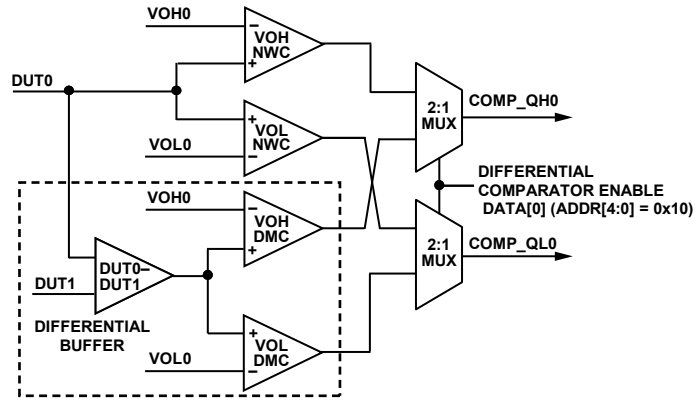 VOH0
−
VOH
NWC
+
DUT0
+
VOL
NWC
VOL0
−
2:1
MUX
COMP_QH0
DIFFERENTIAL
COMPARATOR ENABLE
DATA[0] (ADDR[4:0] = 0x10)
VOH0
−
VOH
DMC
+
2:1
MUX
COMP_QL0
DUT0–
DUT1
DUT1
DIFFERENTIAL
BUFFER
+
VOL
DMC
VOL0
−